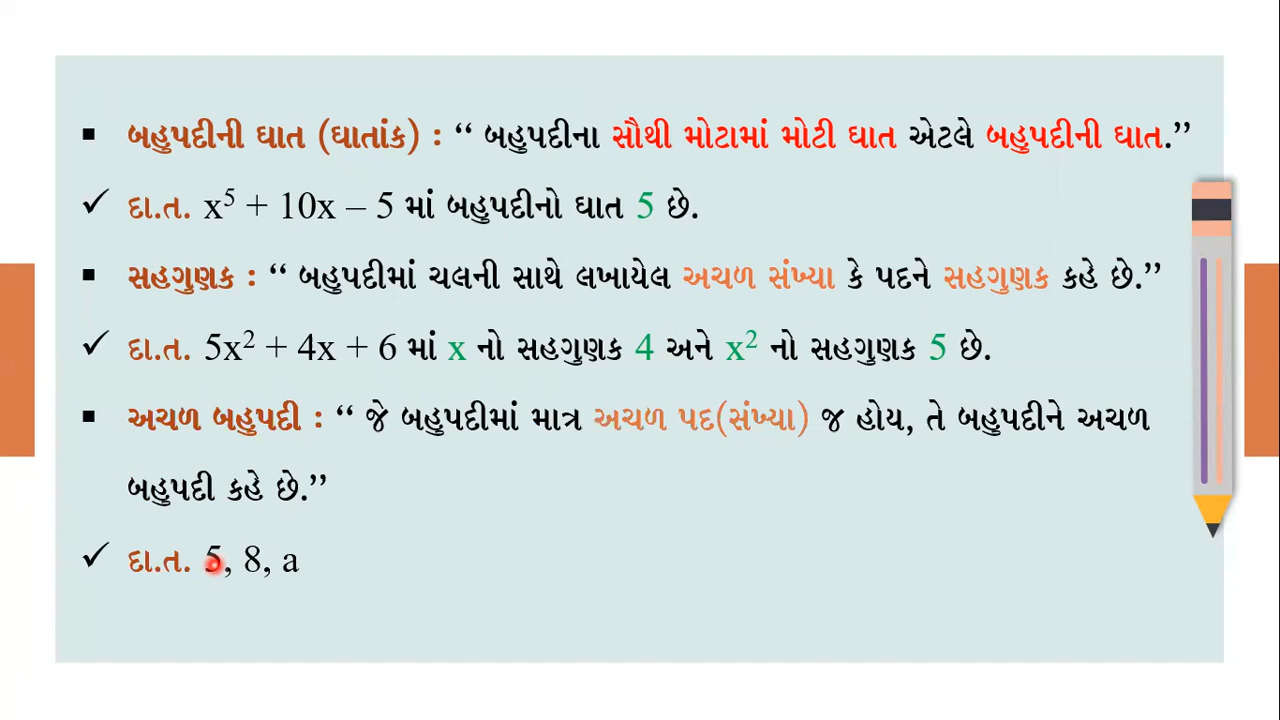 ▪ બહુપદીની ઘાત (ઘાતાંક) : “ બહુપદીના સૌથી મોટામાં મોટી ઘાત એટલે બહુપદીની ઘાત.”
✓ દા.ત. x⁵ + 10x – 5 માં બહુપદીનો ઘાત 5 છે.
▪ સહગુણક : “ બહુપદીમાં ચલની સાથે લખાયેલ અચળ સંખ્યા કે પદને સહગુણક કહે છે.”
✓ દા.ત. 5x² + 4x + 6 માં x નો સહગુણક 4 અને x² નો સહગુણક 5 છે.
▪ અચળ બહુપદી : “ જે બહુપદીમાં માત્ર અચળ પદ(સંખ્યા) જ હોય, તે બહુપદીને અચળ
બહુપદી કહે છે.”
✓ દા.ત. 5, 8, a